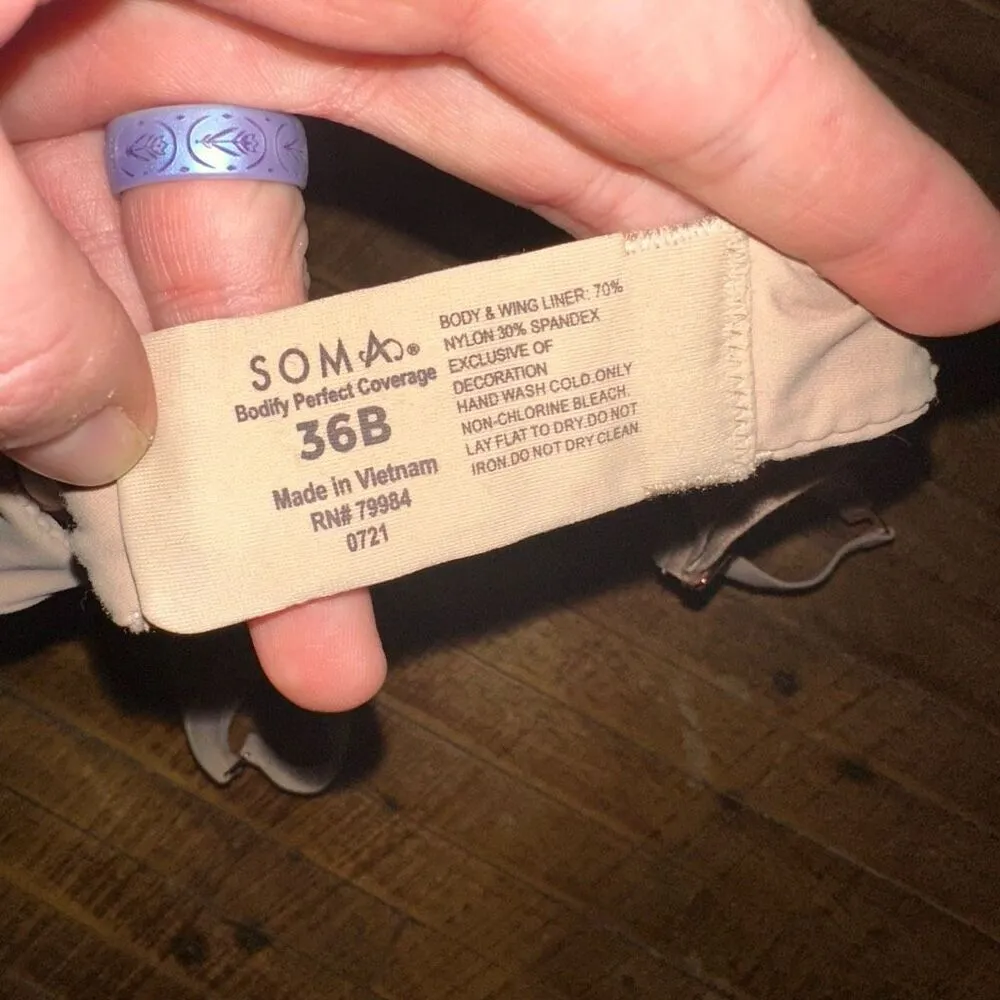 SOMA®
Bodify Perfect Coverage
36B
Made in Vietnam
RN# 79984
0721
BODY & WING LINER: 70%
NYLON 30% SPANDEX
EXCLUSIVE OF
DECORATION
HAND WASH COLD.ONLY
NON-CHLORINE BLEACH.
LAY FLAT TO DRY.DO NOT
IRON.DO NOT DRY CLEAN